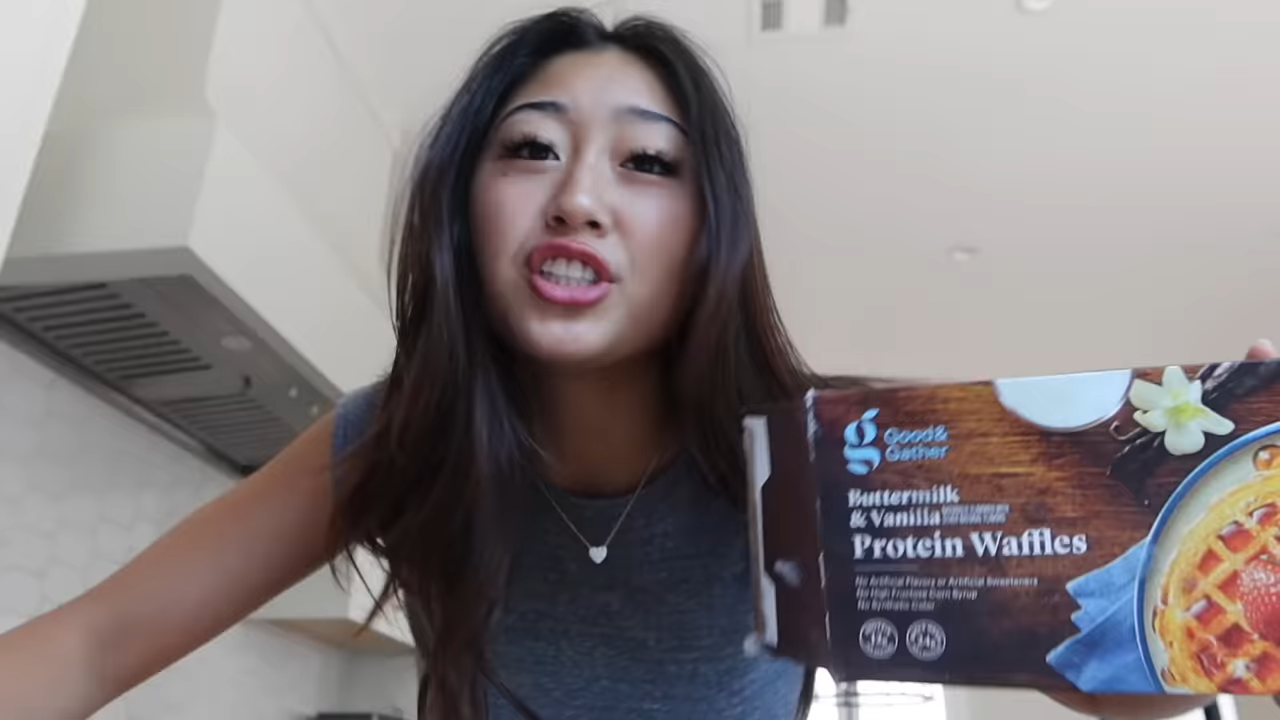 Good&
Gather
Buttermilk
& Vanilla
Protein Waffles
No Artificial Flavors or Artificial Sweeteners
No High Fructose Corn Syrup
No Synthetic Color